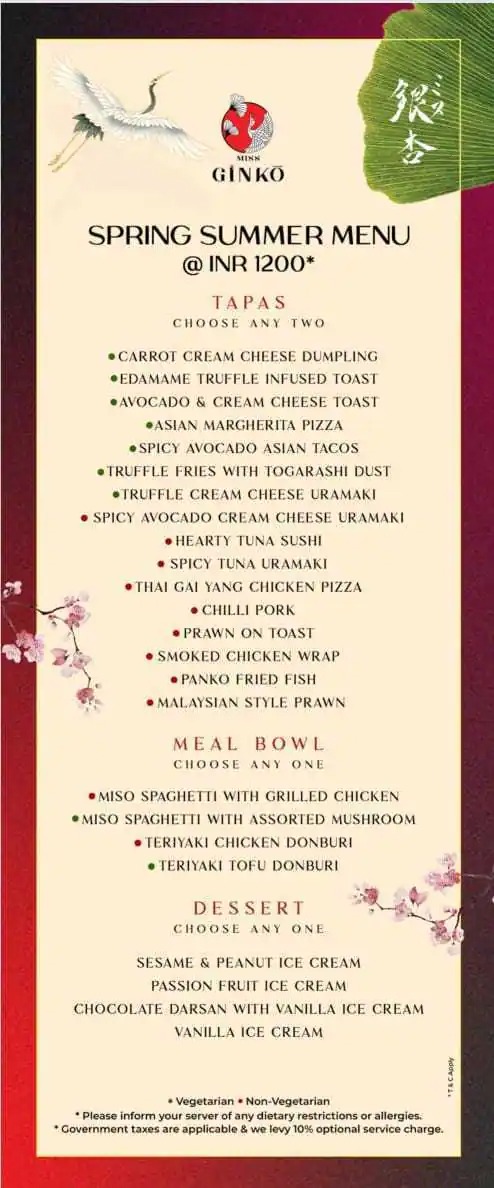 ミス
銀杏
MISS
GINKŌ
SPRING SUMMER MENU
@ INR 1200*
TAPAS
CHOOSE ANY TWO
• CARROT CREAM CHEESE DUMPLING
• EDAMAME TRUFFLE INFUSED TOAST
• AVOCADO & CREAM CHEESE TOAST
• ASIAN MARGHERITA PIZZA
• SPICY AVOCADO ASIAN TACOS
• TRUFFLE FRIES WITH TOGARASHI DUST
• TRUFFLE CREAM CHEESE URAMAKI
• SPICY AVOCADO CREAM CHEESE URAMAKI
• HEARTY TUNA SUSHI
• SPICY TUNA URAMAKI
• THAI GAI YANG CHICKEN PIZZA
• CHILLI PORK
• PRAWN ON TOAST
• SMOKED CHICKEN WRAP
• PANKO FRIED FISH
• MALAYSIAN STYLE PRAWN
MEAL BOWL
CHOOSE ANY ONE
• MISO SPAGHETTI WITH GRILLED CHICKEN
• MISO SPAGHETTI WITH ASSORTED MUSHROOM
• TERIYAKI CHICKEN DONBURI
• TERIYAKI TOFU DONBURI
DESSERT
CHOOSE ANY ONE
SESAME & PEANUT ICE CREAM
PASSION FRUIT ICE CREAM
CHOCOLATE DARSAN WITH VANILLA ICE CREAM
VANILLA ICE CREAM
* T & C Apply
• Vegetarian • Non-Vegetarian
* Please inform your server of any dietary restrictions or allergies.
* Government taxes are applicable & we levy 10% optional service charge.